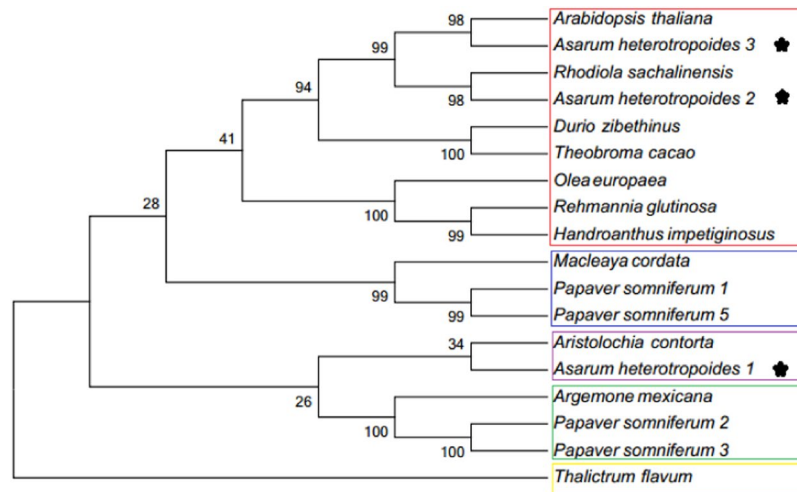 Arabidopsis thaliana
98
Asarum heterotropoides 3
99
Rhodiola sachalinensis
94
98
Asarum heterotropoides 2
Durio zibethinus
41
100
Theobroma cacao
Olea europaea
28
100
Rehmannia glutinosa
99
Handroanthus impetiginosus
Macleaya cordata
99
Papaver somniferum 1
99
Papaver somniferum 5
34
Aristolochia contorta
Asarum heterotropoides 1
26
Argemone mexicana
100
Papaver somniferum 2
100
Papaver somniferum 3
Thalictrum flavum